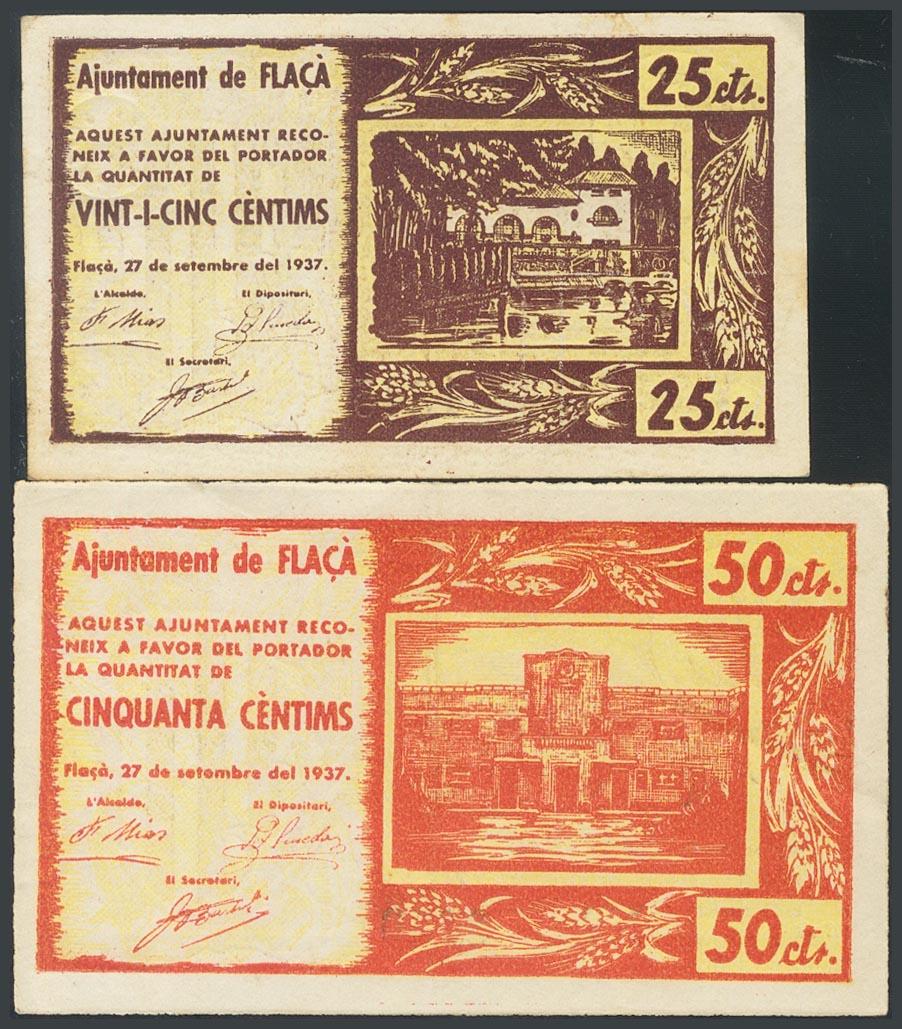 Ajuntament de FLAÇÀ
AQUEST AJUNTAMENT RECO-
NEIX A FAVOR DEL PORTADOR
LA QUANTITAT DE
VINT-I-CINC CÈNTIMS
Flaçà, 27 de setembre del 1937.
L'Alcalde, El Dipositari,
El Secretari,
25 cts.
25 cts.
Ajuntament de FLAÇÀ
AQUEST AJUNTAMENT RECO-
NEIX A FAVOR DEL PORTADOR
LA QUANTITAT DE
CINQUANTA CÈNTIMS
Flaçà, 27 de setembre del 1937.
L'Alcalde, El Dipositari,
El Secretari,
50 cts.
50 cts.